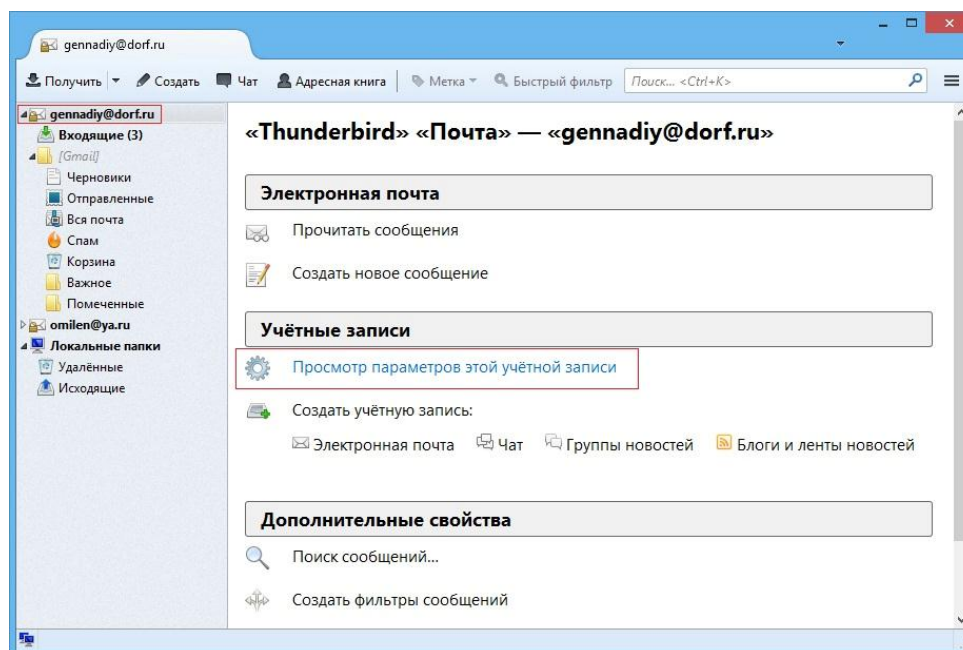 gennadiy@dorf.ru
Получить Создать Чат Адресная книга Метка Быстрый фильтр Поиск... <Ctrl+K>
gennadiy@dorf.ru
Входящие (3)
[Gmail]
Черновики
Отправленные
Вся почта
Спам
Корзина
Важное
Помеченные
omilen@ya.ru
Локальные папки
Удалённые
Исходящие
«Thunderbird» «Почта» — «gennadiy@dorf.ru»
Электронная почта
Прочитать сообщения
Создать новое сообщение
Учётные записи
Просмотр параметров этой учётной записи
Создать учётную запись:
Электронная почта Чат Группы новостей Блоги и ленты новостей
Дополнительные свойства
Поиск сообщений...
Создать фильтры сообщений